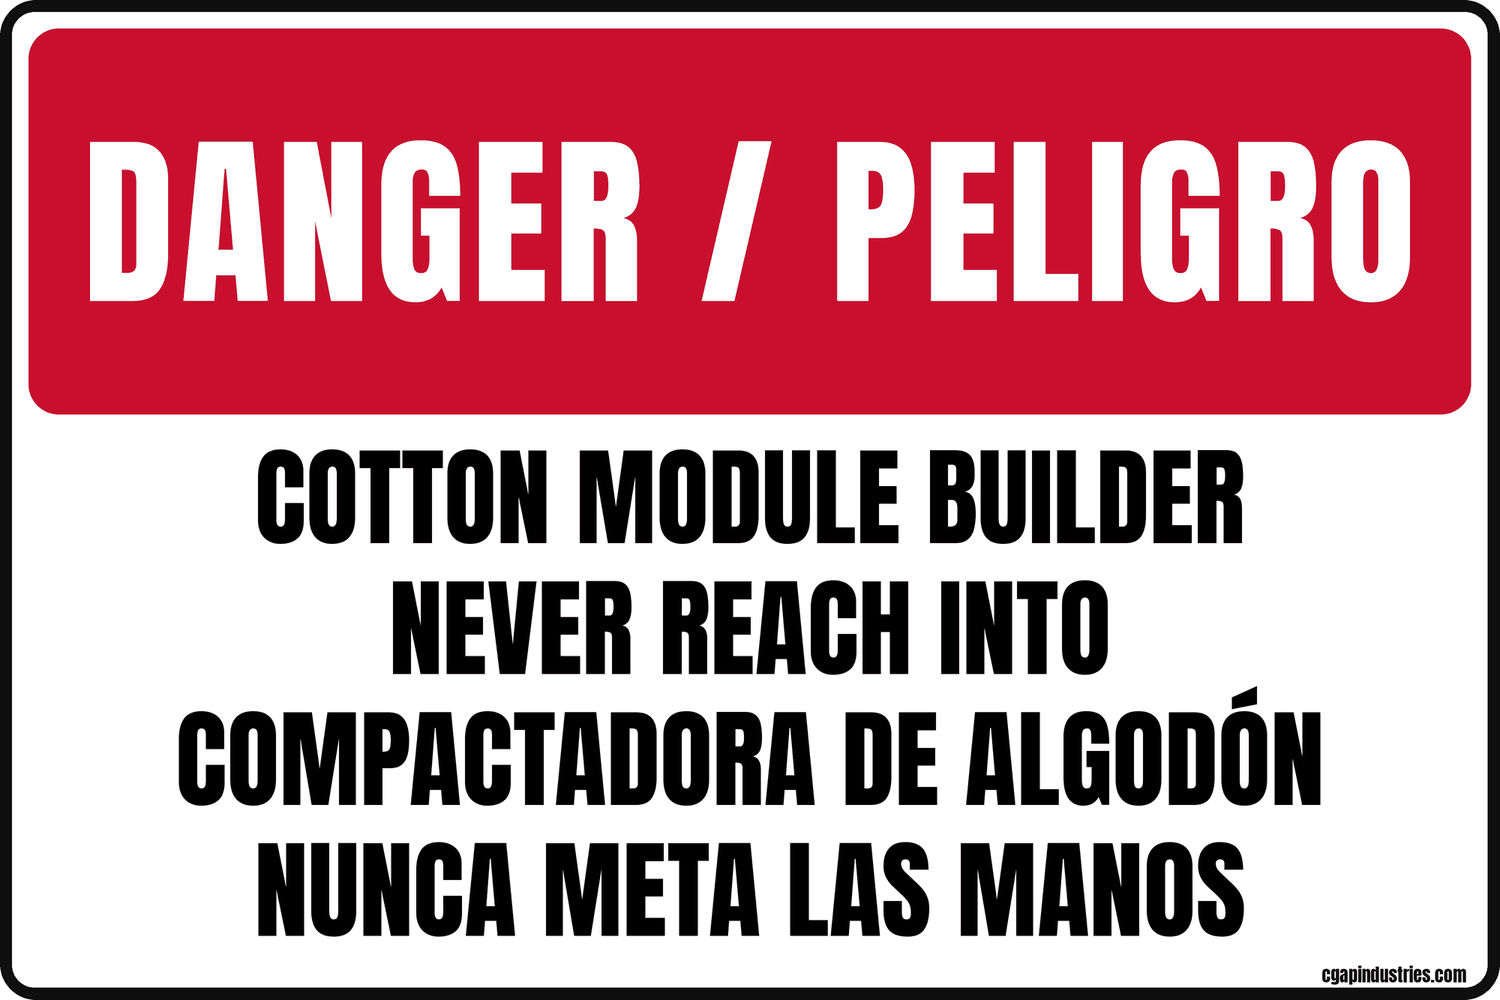 DANGER / PELIGRO
COTTON MODULE BUILDER
NEVER REACH INTO
COMPACTADORA DE ALGODÓN
NUNCA META LAS MANOS
cgapindustries.com